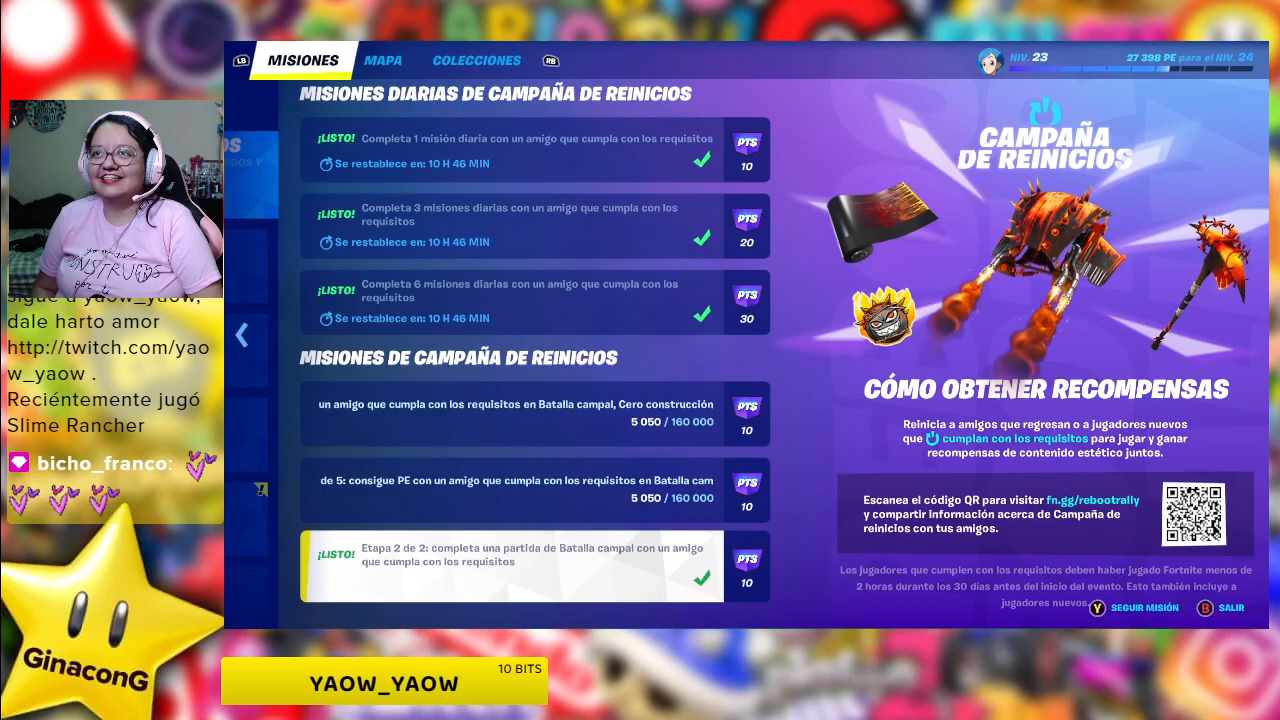 LB MISIONES MAPA COLECCIONES RB
NIV. 23
27 398 PE para el NIV. 24
MISIONES DIARIAS DE CAMPAÑA DE REINICIOS
¡LISTO! Completa 1 misión diaria con un amigo que cumpla con los requisitos
Se restablece en: 10 H 46 MIN
PTS
10
¡LISTO! Completa 3 misiones diarias con un amigo que cumpla con los
requisitos
Se restablece en: 10 H 46 MIN
PTS
20
¡LISTO! Completa 6 misiones diarias con un amigo que cumpla con los
requisitos
Se restablece en: 10 H 46 MIN
PTS
30
MISIONES DE CAMPAÑA DE REINICIOS
un amigo que cumpla con los requisitos en Batalla campal, Cero construcción
5 050 / 160 000
PTS
10
de 5: consigue PE con un amigo que cumpla con los requisitos en Batalla cam
5 050 / 160 000
PTS
10
¡LISTO! Etapa 2 de 2: completa una partida de Batalla campal con un amigo
que cumpla con los requisitos
PTS
10
CAMPAÑA
DE REINICIOS
CÓMO OBTENER RECOMPENSAS
Reinicia a amigos que regresan o a jugadores nuevos
que cumplan con los requisitos para jugar y ganar
recompensas de contenido estético juntos.
Escanea el código QR para visitar fn.gg/rebootrally
y compartir información acerca de Campaña de
reinicios con tus amigos.
Los jugadores que cumplen con los requisitos deben haber jugado Fortnite menos de
2 horas durante los 30 días antes del inicio del evento. Esto también incluye a
jugadores nuevos.
Y SEGUIR MISIÓN B SALIR
sigue a yaow_yaow,
dale harto amor
http://twitch.com/yao
w_yaow .
Reciéntemente jugó
Slime Rancher
bicho_franco:
GinaconG
10 BITS
YAOW_YAOW